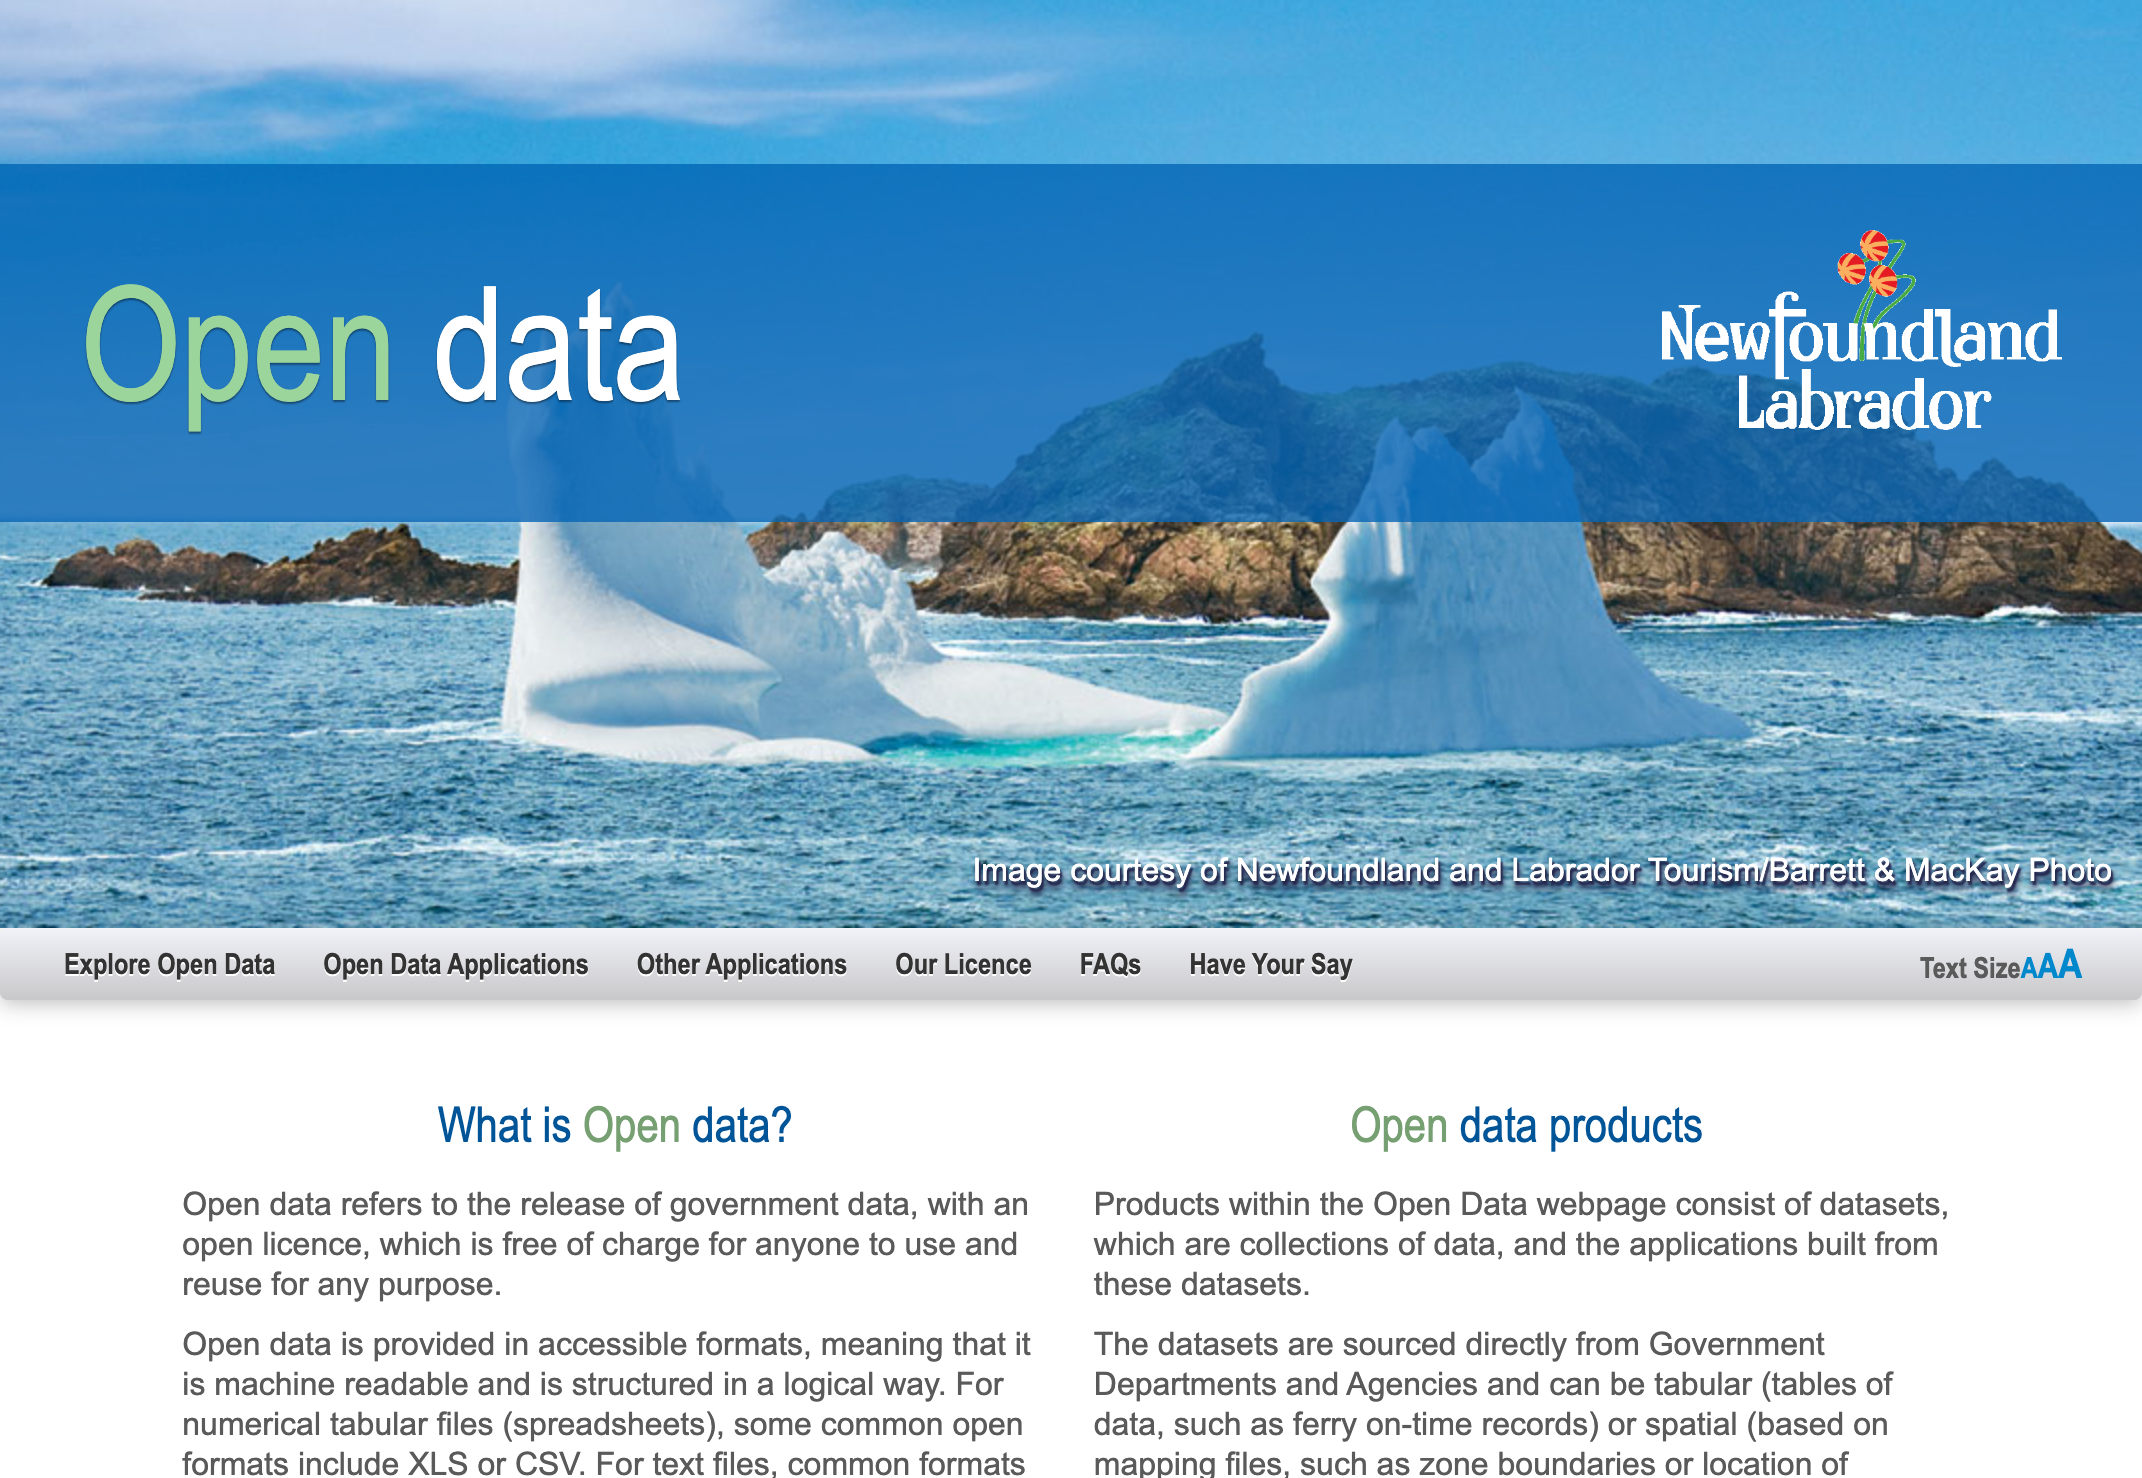 Open data
Newfoundland
Labrador
Image courtesy of Newfoundland and Labrador Tourism/Barrett & MacKay Photo
Explore Open Data Open Data Applications Other Applications Our Licence FAQs Have Your Say Text Size A A A
What is Open data?
Open data refers to the release of government data, with an
open licence, which is free of charge for anyone to use and
reuse for any purpose.
Open data is provided in accessible formats, meaning that it
is machine readable and is structured in a logical way. For
numerical tabular files (spreadsheets), some common open
formats include XLS or CSV. For text files, common formats
Open data products
Products within the Open Data webpage consist of datasets,
which are collections of data, and the applications built from
these datasets.
The datasets are sourced directly from Government
Departments and Agencies and can be tabular (tables of
data, such as ferry on-time records) or spatial (based on
mapping files, such as zone boundaries or location of